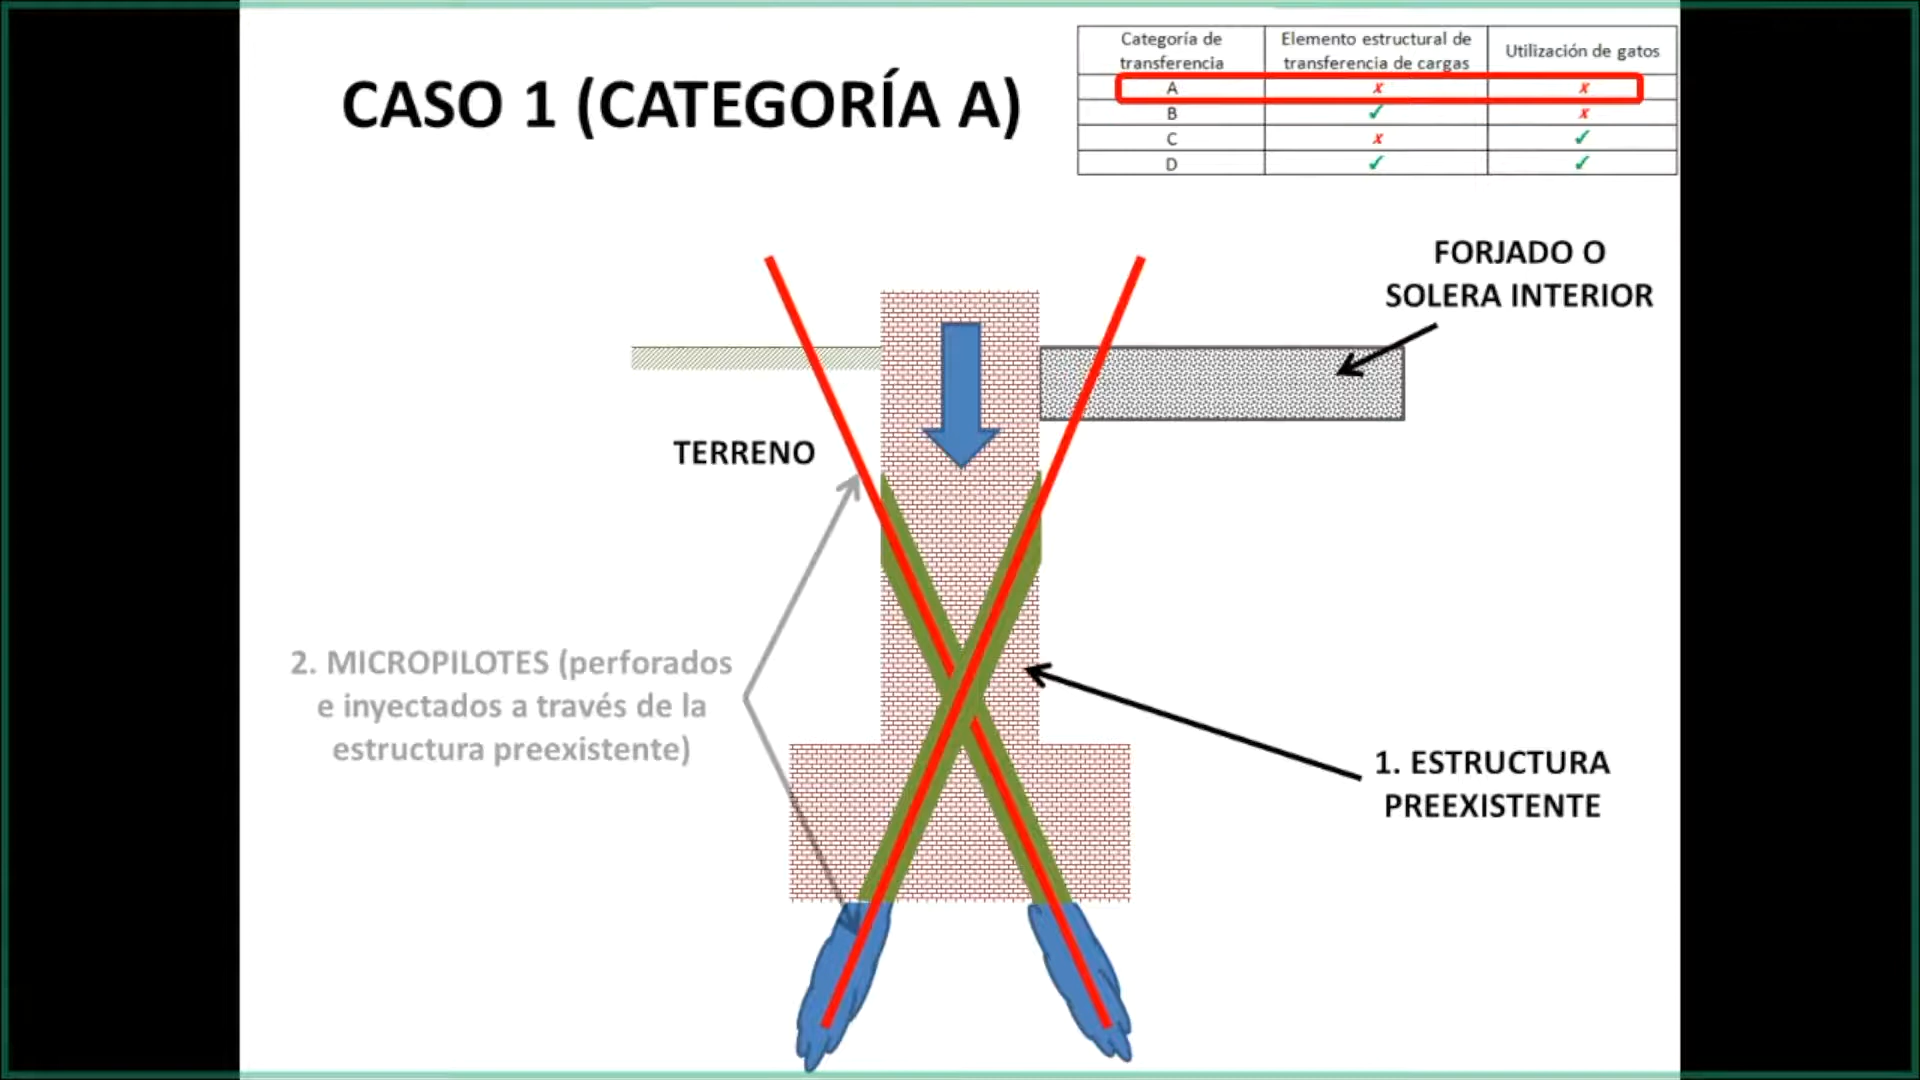 CASO 1 (CATEGORÍA A)
Categoría de transferencia
Elemento estructural de transferencia de cargas
Utilización de gatos
A x x
B ✓ x
C x ✓
D ✓ ✓
FORJADO O
SOLERA INTERIOR
TERRENO
2. MICROPILOTES (perforados
e inyectados a través de la
estructura preexistente)
1. ESTRUCTURA
PREEXISTENTE